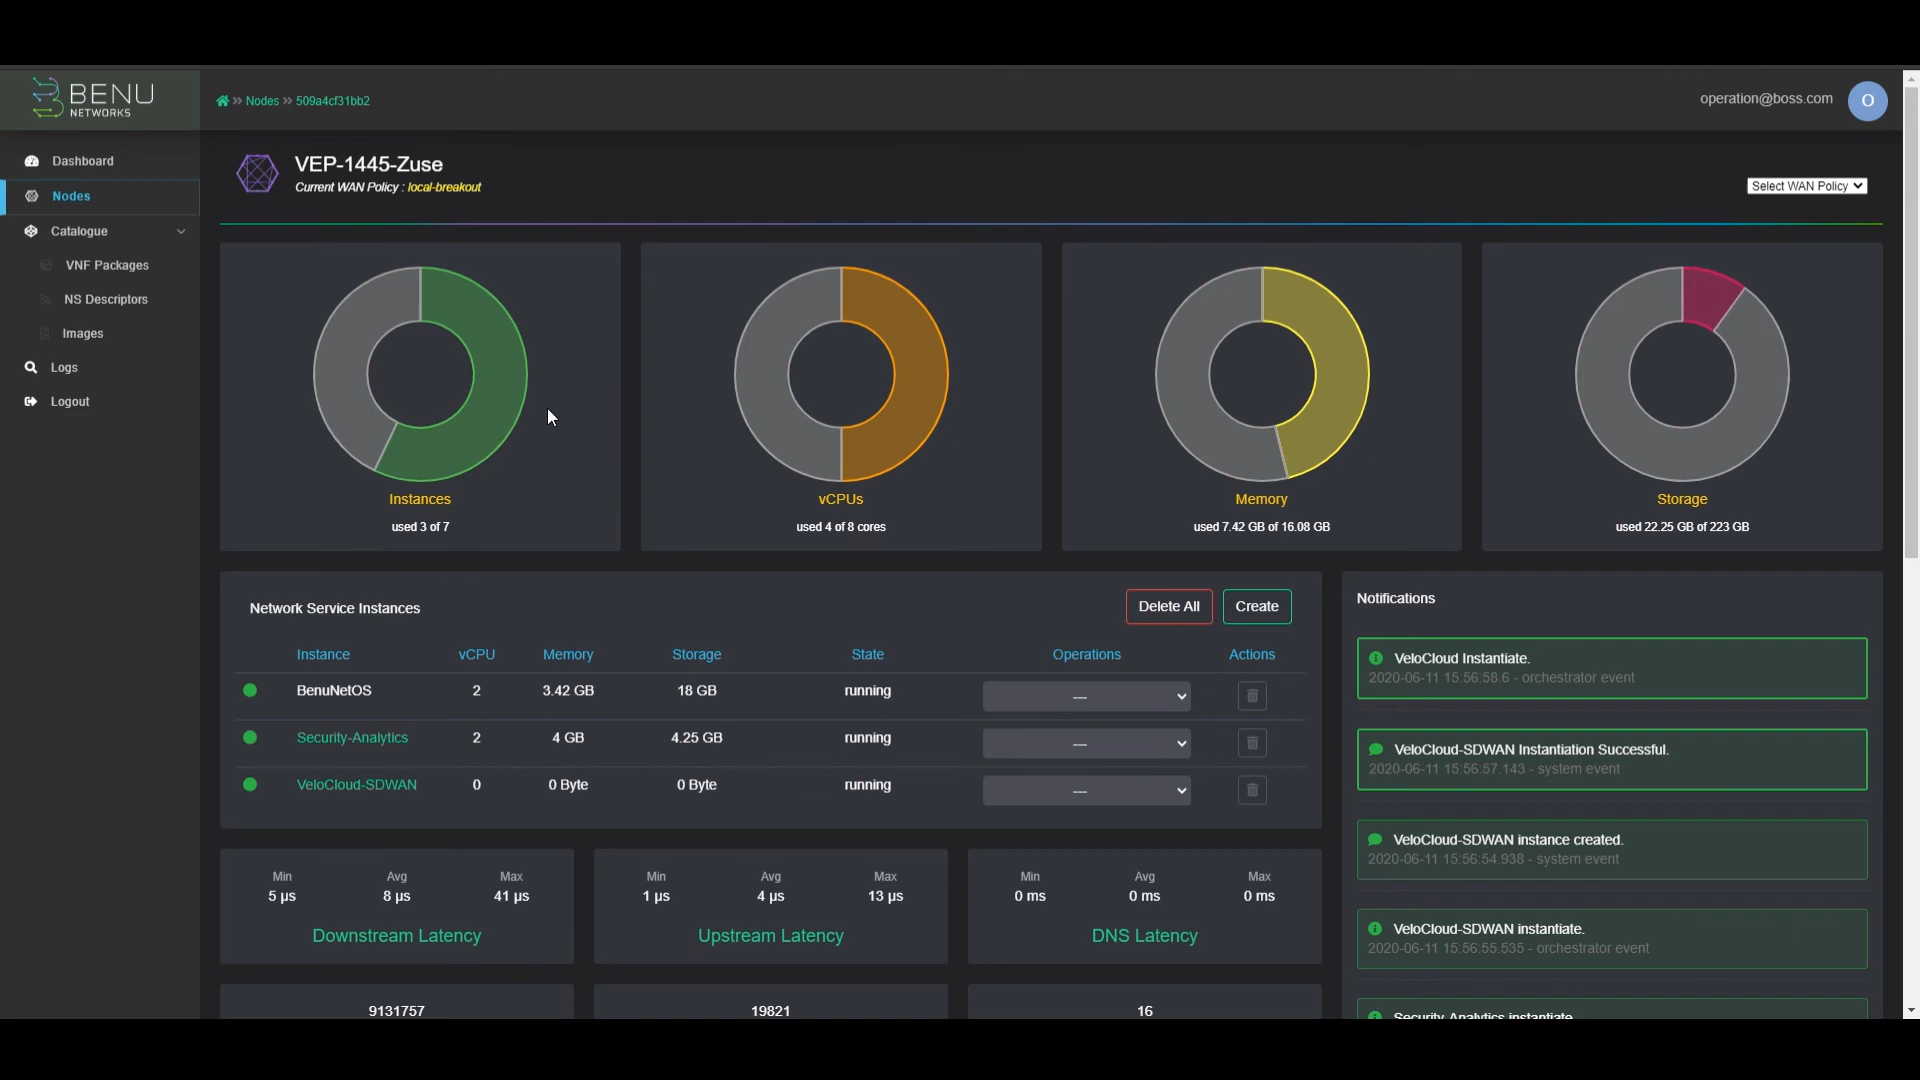 BENU
NETWORKS
Nodes
509a4cf31bb2
operation@boss.com
O
Dashboard
Nodes
Catalogue
VNF Packages
NS Descriptors
Images
Logs
Logout
VEP-1445-Zuse
Current WAN Policy : local-breakout
Select WAN Policy
Instances
used 3 of 7
vCPUs
used 4 of 8 cores
Memory
used 7.42 GB of 16.08 GB
Storage
used 22.25 GB of 223 GB
Network Service Instances
Delete All
Create
Instance vCPU Memory Storage State Operations Actions
BenuNetOS 2 3.42 GB 18 GB running ---
Security-Analytics 2 4 GB 4.25 GB running ---
VeloCloud-SDWAN 0 0 Byte 0 Byte running ---
Min Avg Max
5 µs 8 µs 41 µs
Downstream Latency
Min Avg Max
1 µs 4 µs 13 µs
Upstream Latency
Min Avg Max
0 ms 0 ms 0 ms
DNS Latency
9131757
19821
16
Notifications
VeloCloud Instantiate.
2020-06-11 15:56:58.6 - orchestrator event
VeloCloud-SDWAN Instantiation Successful.
2020-06-11 15:56:57.143 - system event
VeloCloud-SDWAN instance created.
2020-06-11 15:56:54.938 - system event
VeloCloud-SDWAN instantiate.
2020-06-11 15:56:55.535 - orchestrator event
Security-Analytics instantiate